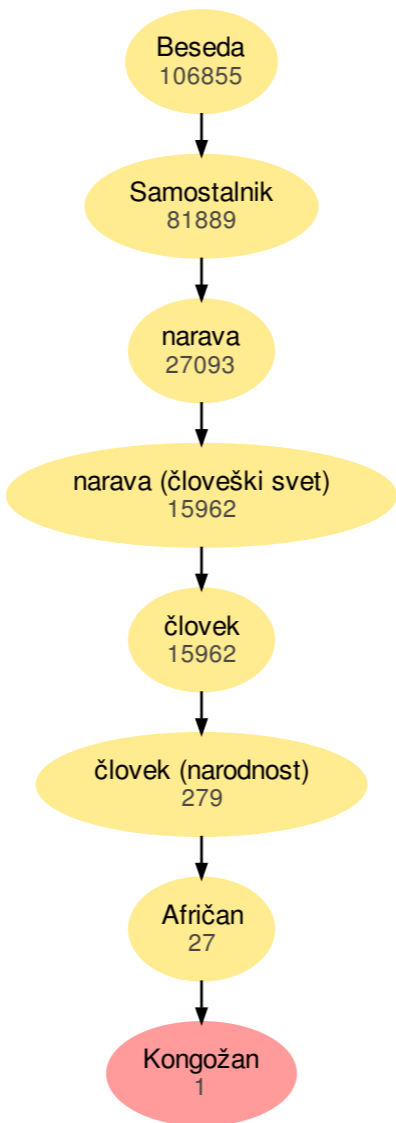 Beseda
106855
Samostalnik
81889
narava
27093
narava (človeški svet)
15962
človek
15962
človek (narodnost)
279
Afričan
27
Kongožan
1